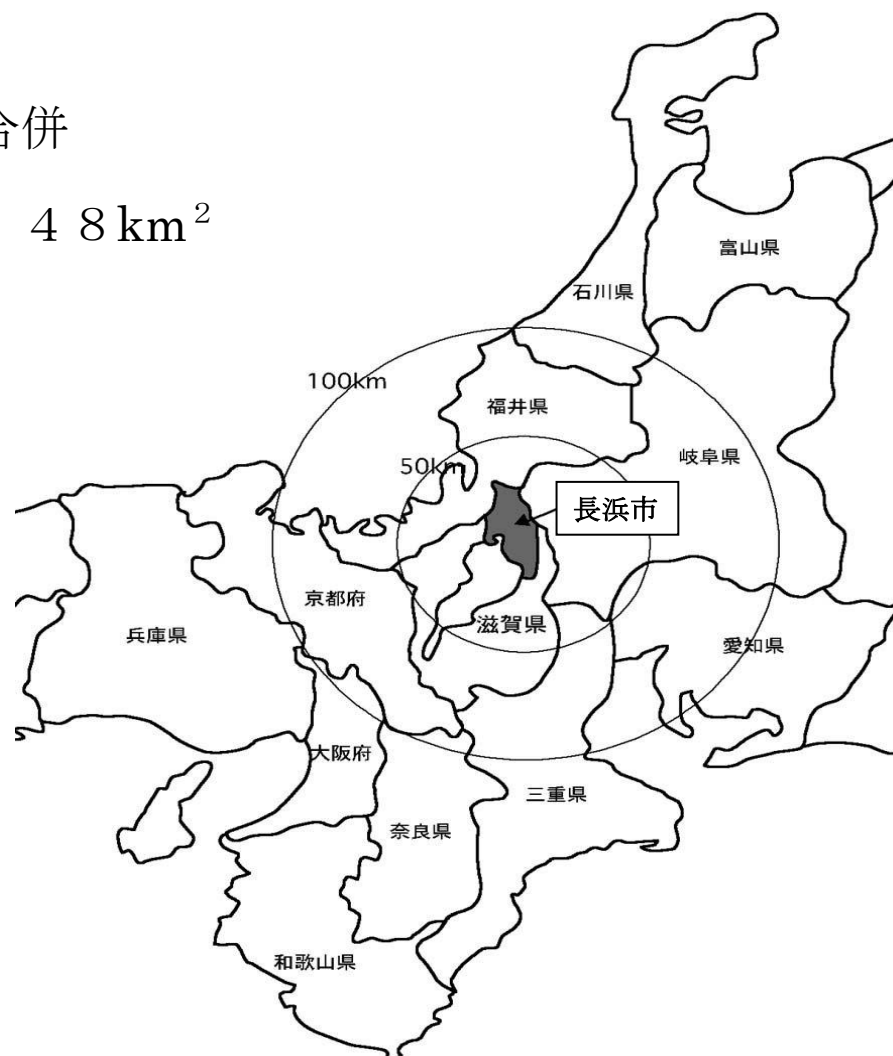 合併
４８km²
富山県
石川県
100km
福井県
岐阜県
50km
長浜市
京都府
滋賀県
兵庫県
愛知県
大阪府
三重県
奈良県
和歌山県